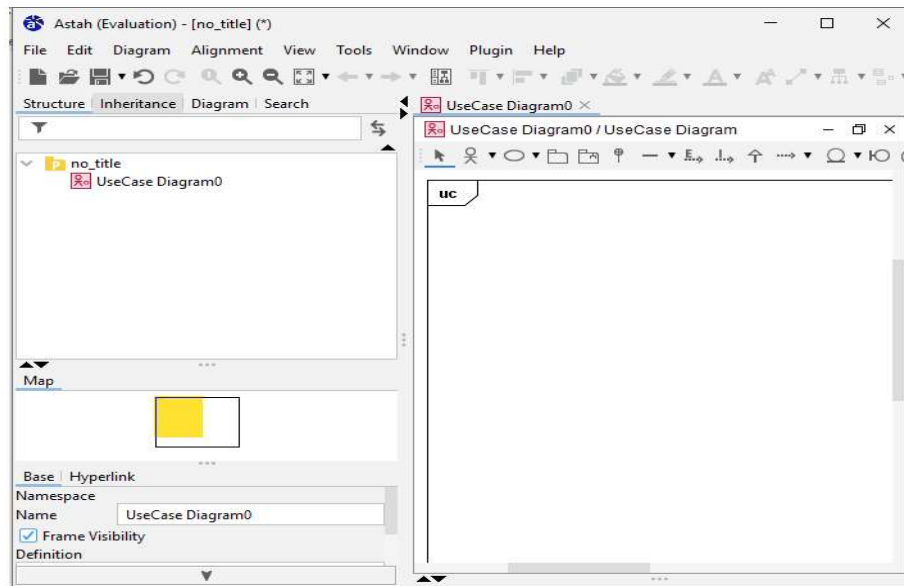 Astah (Evaluation) - [no_title] (*)
File Edit Diagram Alignment View Tools Window Plugin Help
Structure Inheritance Diagram Search
no_title
UseCase Diagram0
Map
Base Hyperlink
Namespace
Name UseCase Diagram0
Frame Visibility
Definition
UseCase Diagram0
UseCase Diagram0 / UseCase Diagram
uc